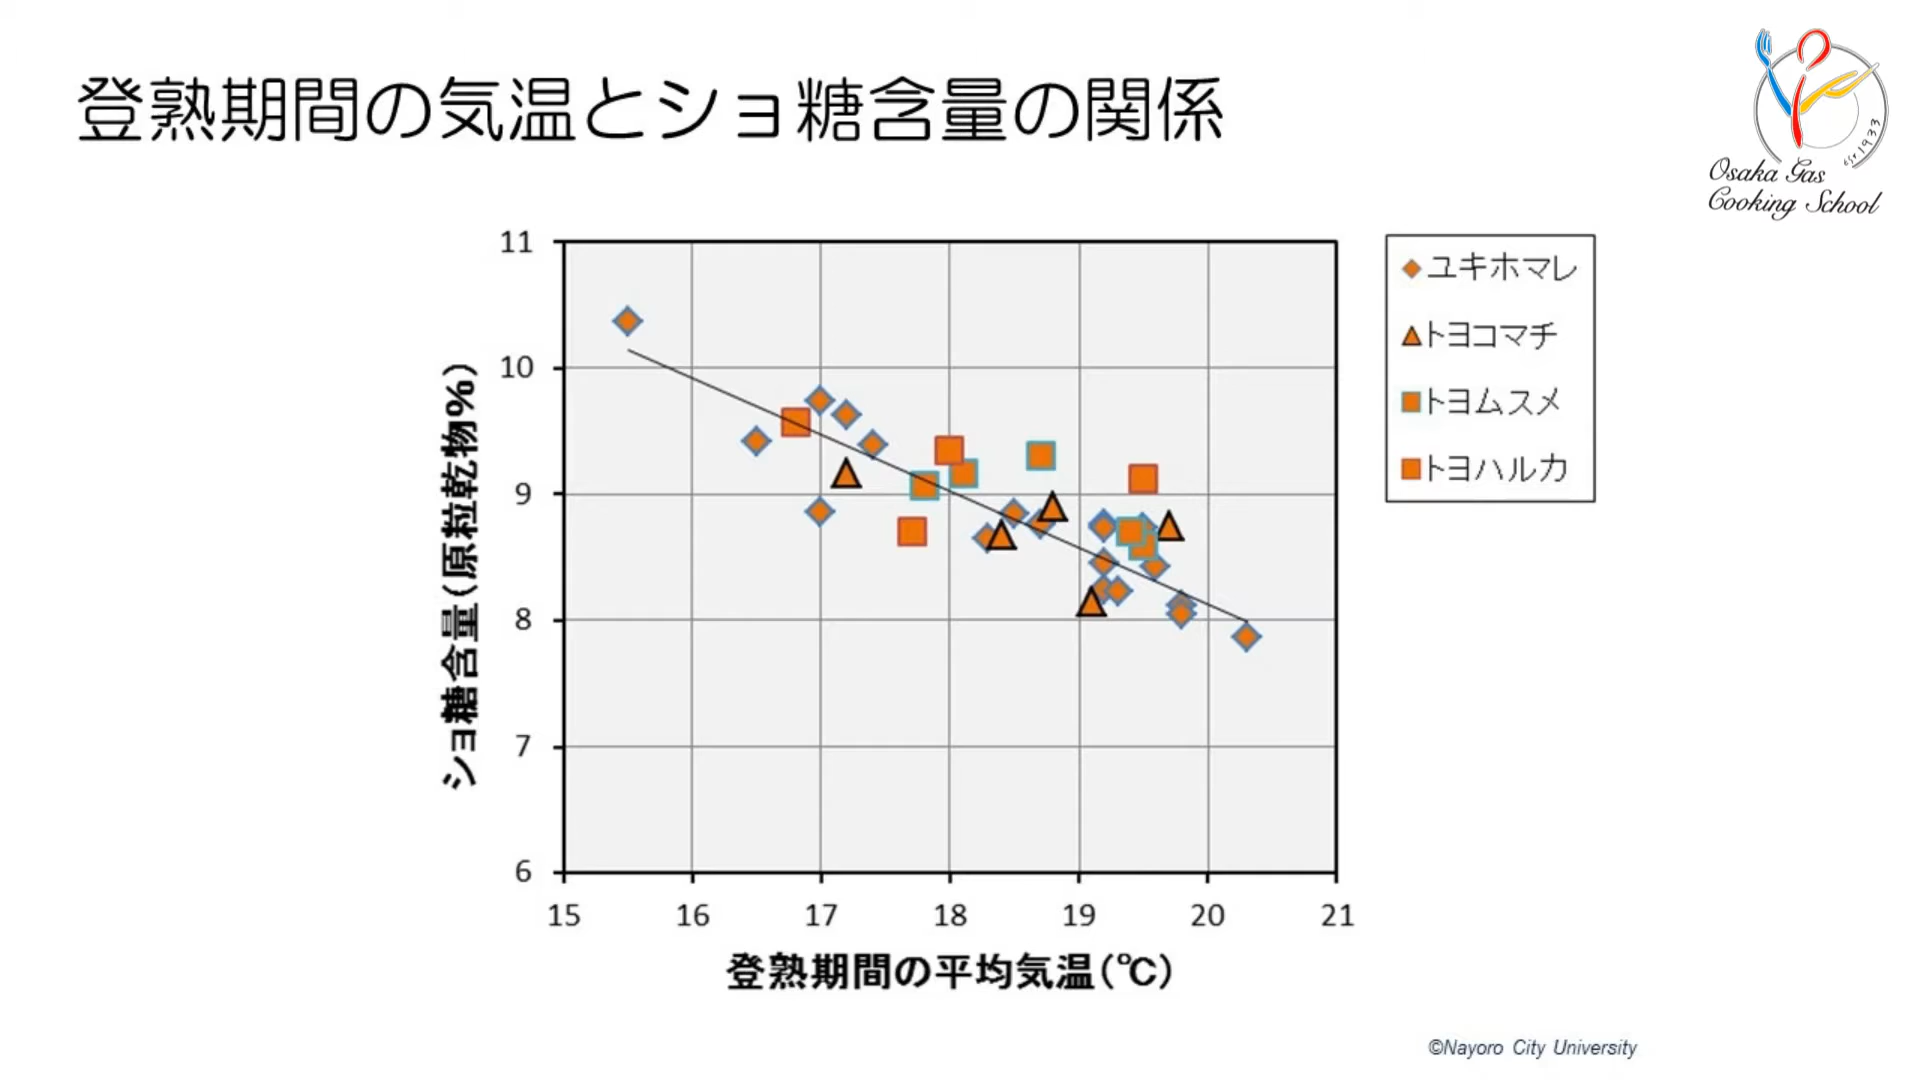 登熟期間の気温とショ糖含量の関係
est.1933
Osaka Gas
Cooking School
11
10
9
8
7
6
ショ糖含量(原粒乾物%)
15 16 17 18 19 20 21
登熟期間の平均気温(℃)
ユキホマレ
トヨコマチ
トヨムスメ
トヨハルカ
©Nayoro City University